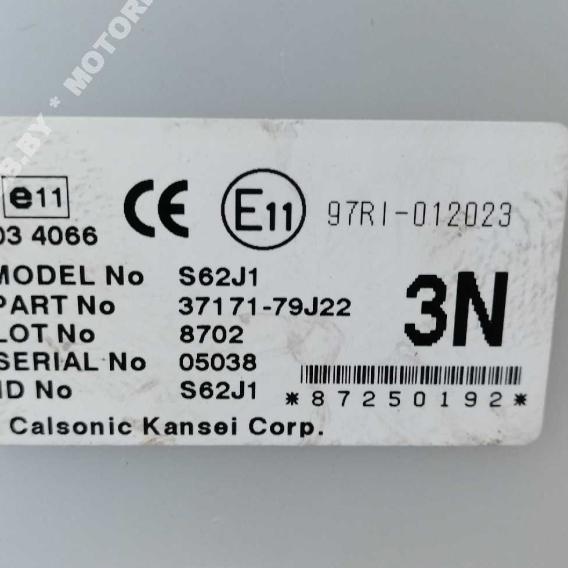 B.BY * MOTOR
e11
CE
E11
97RI-012023
03 4066
MODEL No S62J1
PART No 37171-79J22
LOT No 8702
SERIAL No 05038
ID No S62J1
3N
*87250192*
Calsonic Kansei Corp.